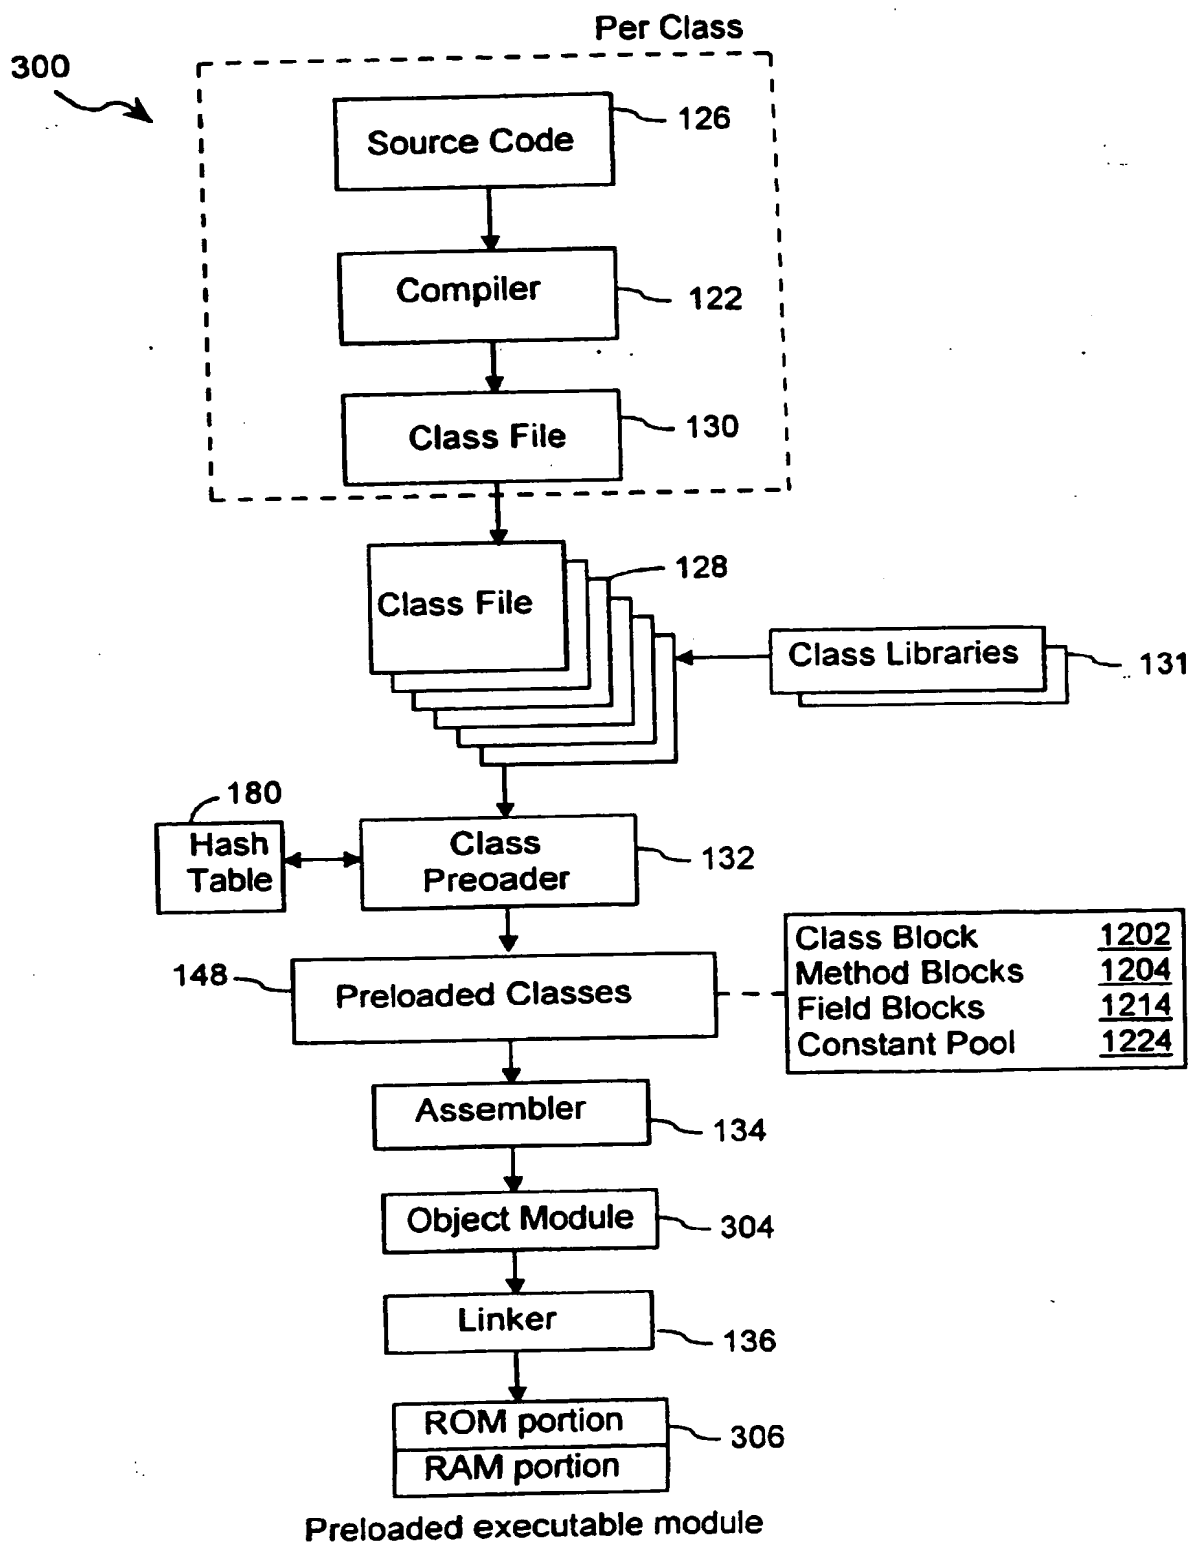 Per Class
300
Source Code
126
Compiler
122
Class File
130
Class File
128
Class Libraries
131
180
Hash
Table
Class
Preoader
132
148
Preloaded Classes
Class Block 1202
Method Blocks 1204
Field Blocks 1214
Constant Pool 1224
Assembler
134
Object Module
304
Linker
136
ROM portion
306
RAM portion
Preloaded executable module